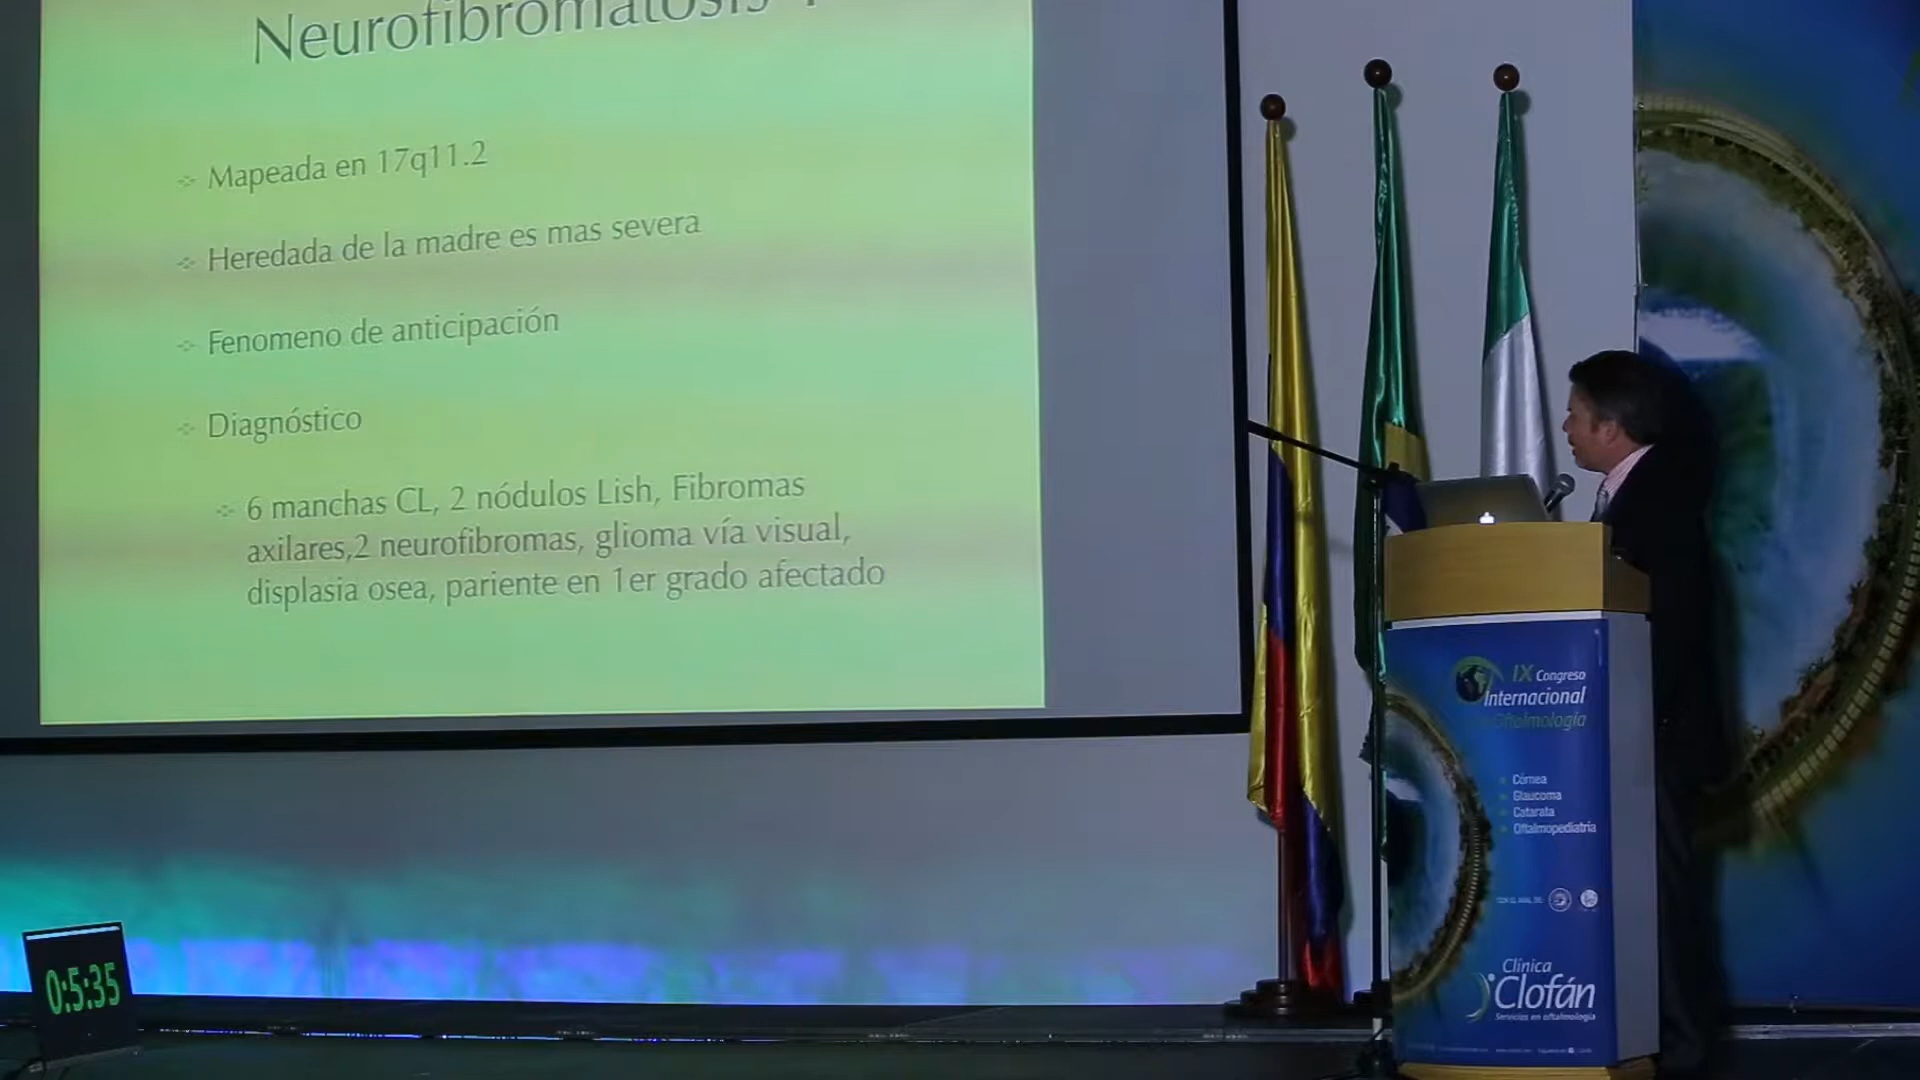 Neurofibromatosis
Mapeada en 17q11.2
Heredada de la madre es mas severa
Fenomeno de anticipación
Diagnóstico
6 manchas CL, 2 nódulos Lish, Fibromas
axilares,2 neurofibromas, glioma vía visual,
displasia osea, pariente en 1er grado afectado
IX Congreso
Internacional
Oftalmología
Córnea
Glaucoma
Catarata
Oftalmopediatría
Clínica
Clofán
Servicios en oftalmología
0:5:35